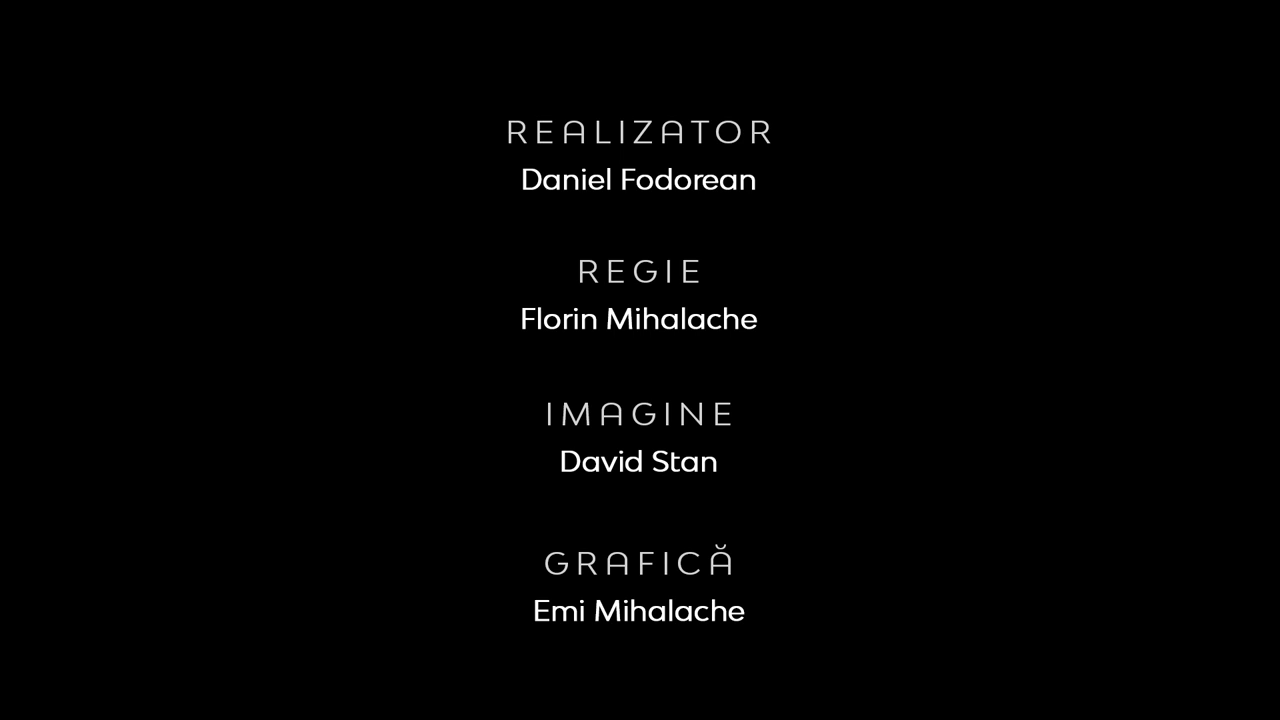 REALIZATOR
Daniel Fodorean
REGIE
Florin Mihalache
IMAGINE
David Stan
GRAFICĂ
Emi Mihalache